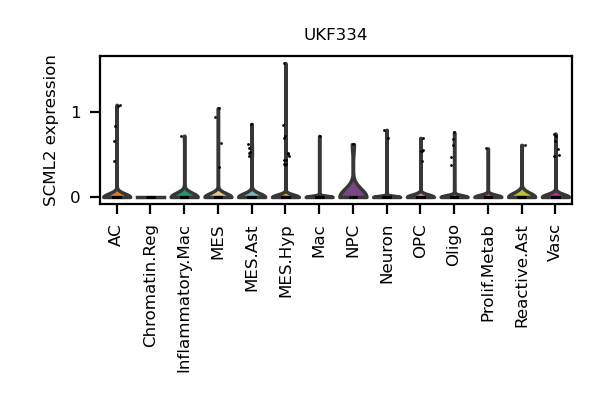 UKF334
SCML2 expression
1
0
AC
Chromatin.Reg
Inflammatory.Mac
MES
MES.Ast
MES.Hyp
Mac
NPC
Neuron
OPC
Oligo
Prolif.Metab
Reactive.Ast
Vasc